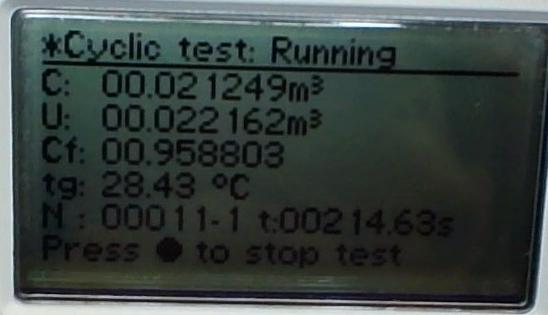 *Cyclic test: Running
C: 00.021249m³
U: 00.022162m³
Cf: 00.958803
tg: 28.43 °C
N : 00011-1 t:00214.63s
Press ● to stop test